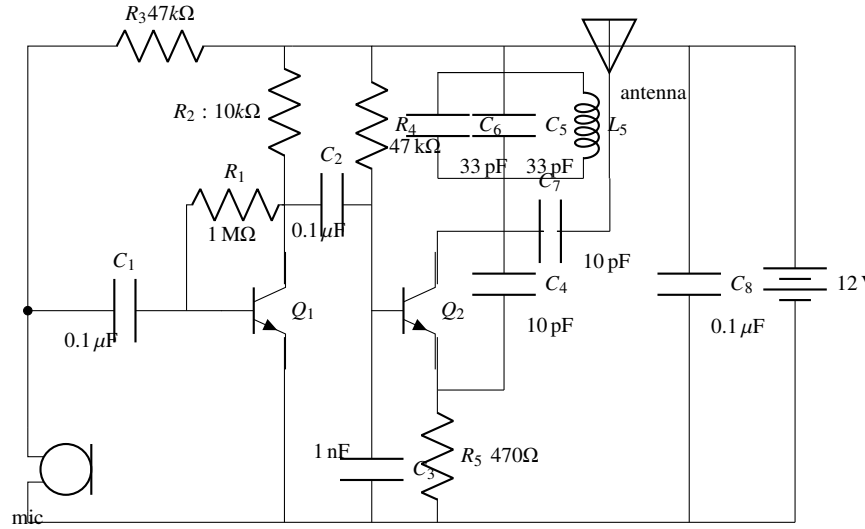 R₃47kΩ
antenna
R₂ : 10kΩ
R₄
C₆
C₅
L₅
47 kΩ
C₂
33 pF
33 pF
R₁
C₇
1 MΩ
0.1 μF
10 pF
C₁
C₄
C₈
12 V
Q₁
Q₂
0.1 μF
10 pF
0.1 μF
1 nF
C₃
R₅ 470Ω
mic